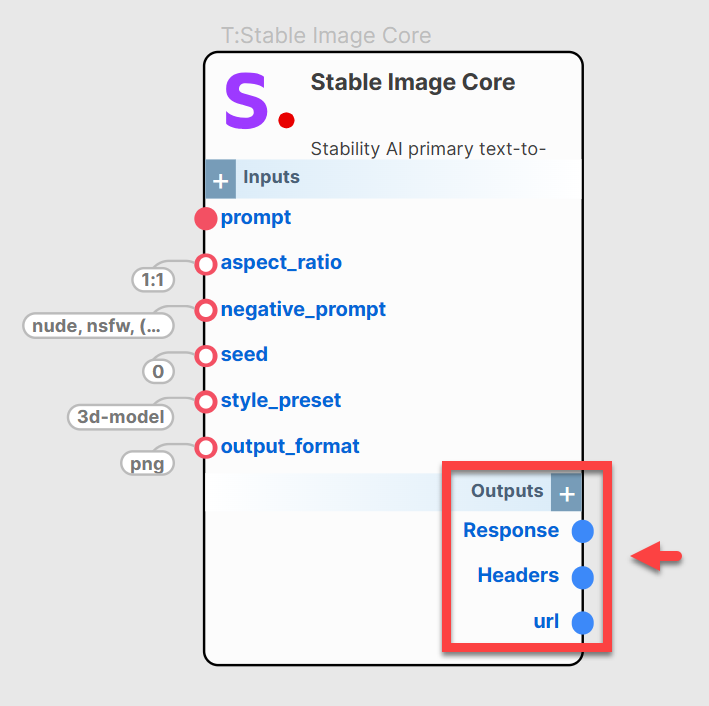 T:Stable Image Core
S.
Stable Image Core
Stability AI primary text-to-
+ Inputs
prompt
aspect_ratio
1:1
negative_prompt
nude, nsfw, (...
seed
0
style_preset
3d-model
output_format
png
Outputs +
Response
Headers
url